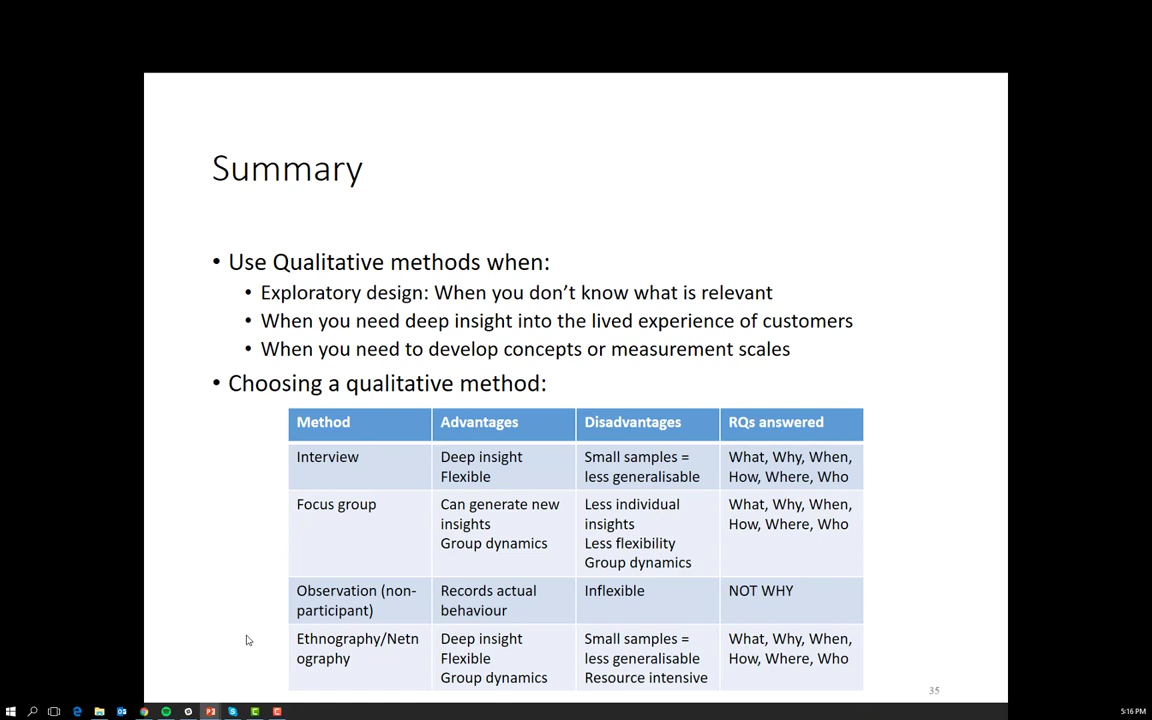 Summary
• Use Qualitative methods when:
• Exploratory design: When you don’t know what is relevant
• When you need deep insight into the lived experience of customers
• When you need to develop concepts or measurement scales
• Choosing a qualitative method:
Method Advantages Disadvantages RQs answered
Interview Deep insight Small samples = What, Why, When,
Flexible less generalisable How, Where, Who
Focus group Can generate new Less individual What, Why, When,
insights insights How, Where, Who
Group dynamics Less flexibility
Group dynamics
Observation (non- Records actual Inflexible NOT WHY
participant) behaviour
Ethnography/Netn Deep insight Small samples = What, Why, When,
ography Flexible less generalisable How, Where, Who
Group dynamics Resource intensive
35
5:16 PM